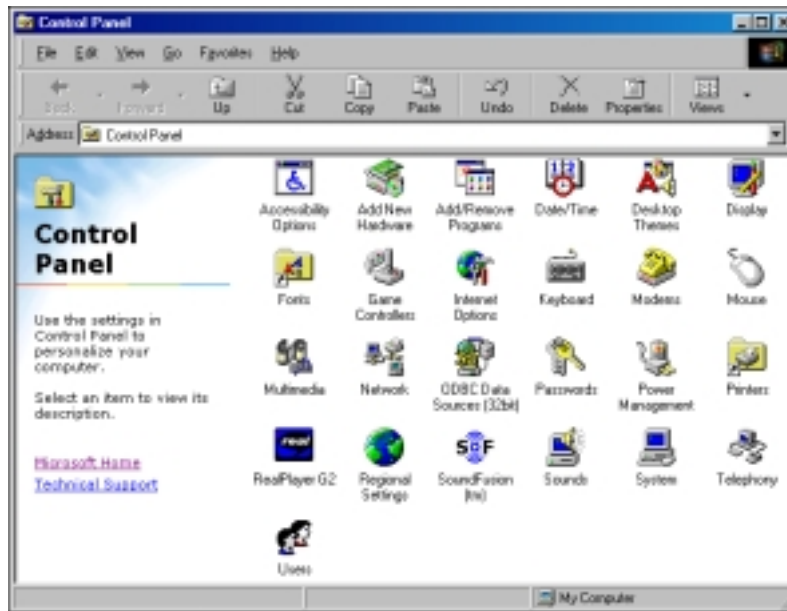 Control Panel
File Edit View Go Favorites Help
Back Forward Up Cut Copy Paste Undo Delete Properties Views
Address Control Panel
Control
Panel
Use the settings in
Control Panel to
personalize your
computer.
Select an item to view its
description.
Microsoft Home
Technical Support
Accessibility
Options
Add New
Hardware
Add/Remove
Programs
Date/Time
Desktop
Themes
Display
Fonts
Game
Controllers
Internet
Options
Keyboard
Modems
Mouse
Multimedia
Network
ODBC Data
Sources (32bit)
Passwords
Power
Management
Printers
real
RealPlayer G2
Regional
Settings
SF
SoundFusion
(tm)
Sounds
System
Telephony
Users
My Computer